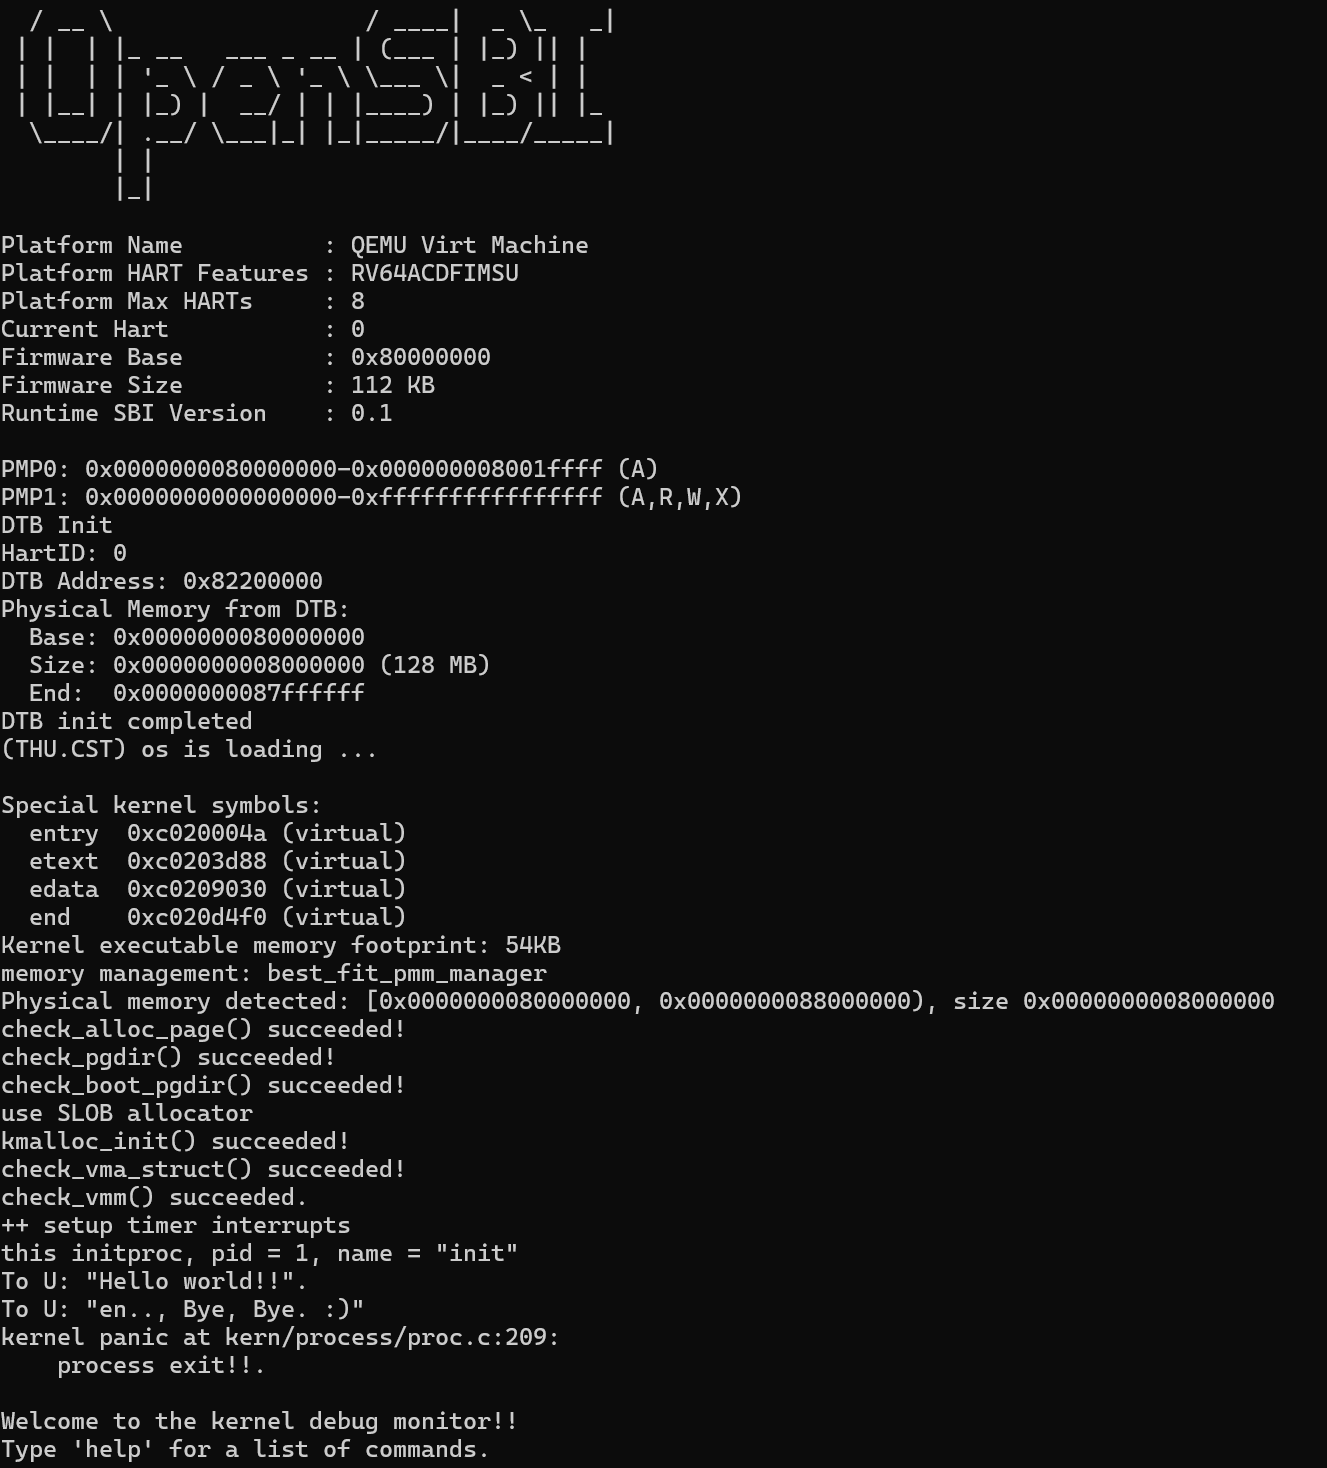 / __ \                  / ____|  _ \_   _|
 | |  | |_ __   ___ _ __ | (___ | |_) || |
 | |  | | '_ \ / _ \ '_ \ \___ \|  _ < | |
 | |__| | |_) |  __/ | | |____) | |_) || |_
  \____/| .__/ \___|_| |_|_____/|____/_____|
        | |
        |_|
Platform Name          : QEMU Virt Machine
Platform HART Features : RV64ACDFIMSU
Platform Max HARTs     : 8
Current Hart           : 0
Firmware Base          : 0x80000000
Firmware Size          : 112 KB
Runtime SBI Version    : 0.1
PMP0: 0x0000000080000000-0x000000008001ffff (A)
PMP1: 0x0000000000000000-0xffffffffffffffff (A,R,W,X)
DTB Init
HartID: 0
DTB Address: 0x82200000
Physical Memory from DTB:
  Base: 0x0000000080000000
  Size: 0x0000000008000000 (128 MB)
  End:  0x0000000087ffffff
DTB init completed
(THU.CST) os is loading ...
Special kernel symbols:
  entry  0xc020004a (virtual)
  etext  0xc0203d88 (virtual)
  edata  0xc0209030 (virtual)
  end    0xc020d4f0 (virtual)
Kernel executable memory footprint: 54KB
memory management: best_fit_pmm_manager
Physical memory detected: [0x0000000080000000, 0x0000000088000000), size 0x0000000008000000
check_alloc_page() succeeded!
check_pgdir() succeeded!
check_boot_pgdir() succeeded!
use SLOB allocator
kmalloc_init() succeeded!
check_vma_struct() succeeded!
check_vmm() succeeded.
++ setup timer interrupts
this initproc, pid = 1, name = "init"
To U: "Hello world!!".
To U: "en.., Bye, Bye. :)"
kernel panic at kern/process/proc.c:209:
    process exit!!.
Welcome to the kernel debug monitor!!
Type 'help' for a list of commands.